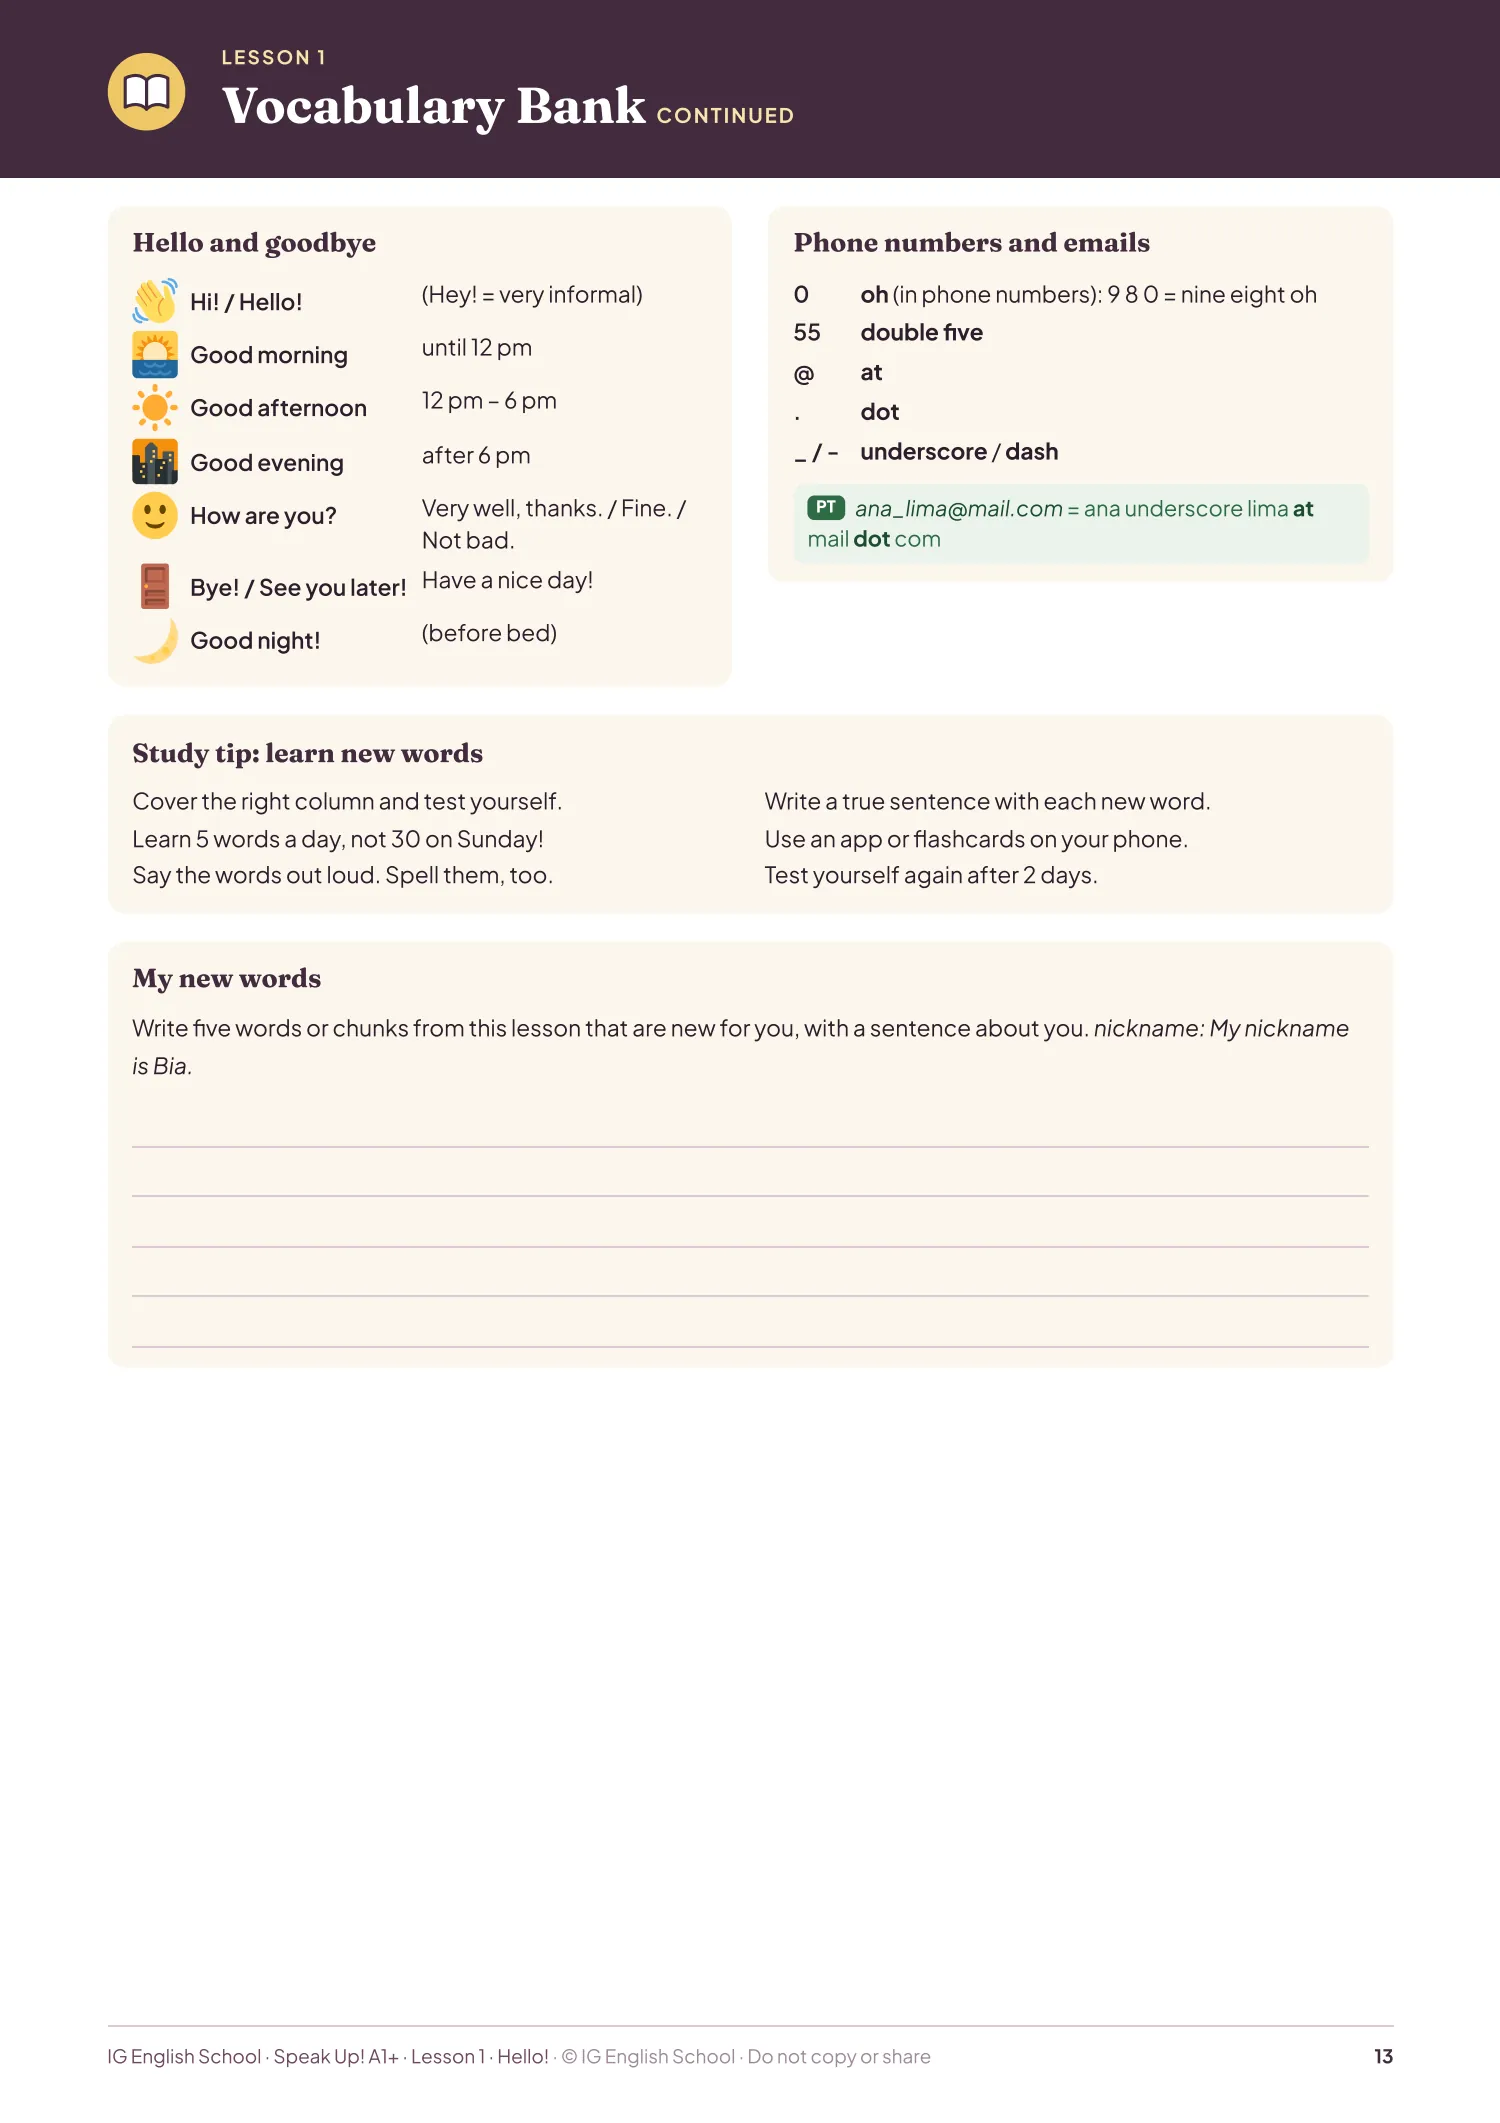 LESSON 1
Vocabulary Bank CONTINUED
Hello and goodbye
Hi! / Hello! (Hey! = very informal)
Good morning until 12 pm
Good afternoon 12 pm – 6 pm
Good evening after 6 pm
How are you? Very well, thanks. / Fine. /
Not bad.
Bye! / See you later! Have a nice day!
Good night! (before bed)
Phone numbers and emails
0 oh (in phone numbers): 9 8 0 = nine eight oh
55 double five
@ at
. dot
_ / - underscore / dash
PT ana_lima@mail.com = ana underscore lima at
mail dot com
Study tip: learn new words
Cover the right column and test yourself.
Learn 5 words a day, not 30 on Sunday!
Say the words out loud. Spell them, too.
Write a true sentence with each new word.
Use an app or flashcards on your phone.
Test yourself again after 2 days.
My new words
Write five words or chunks from this lesson that are new for you, with a sentence about you. nickname: My nickname
is Bia.
IG English School · Speak Up! A1+ · Lesson 1 · Hello! · © IG English School · Do not copy or share 13